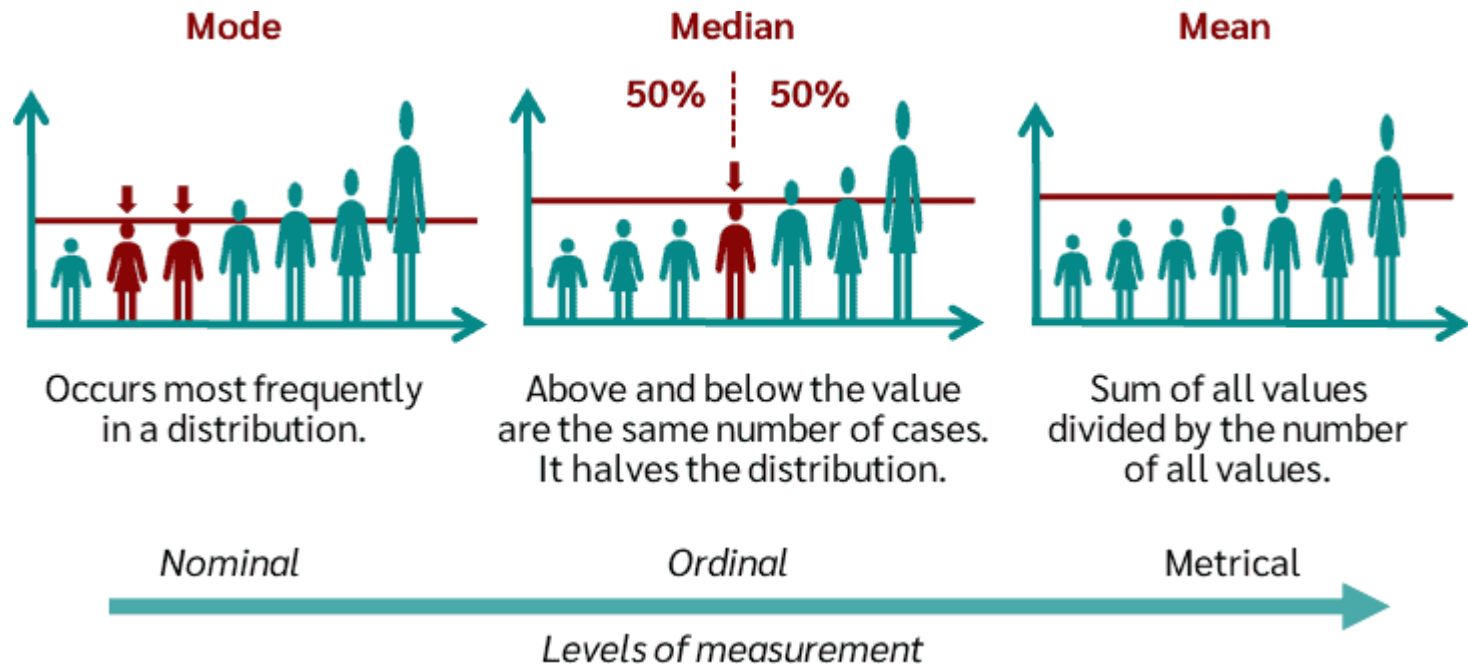 Mode
Median
Mean
50%
50%
Occurs most frequently
in a distribution.
Above and below the value
are the same number of cases.
It halves the distribution.
Sum of all values
divided by the number
of all values.
Nominal
Ordinal
Metrical
Levels of measurement